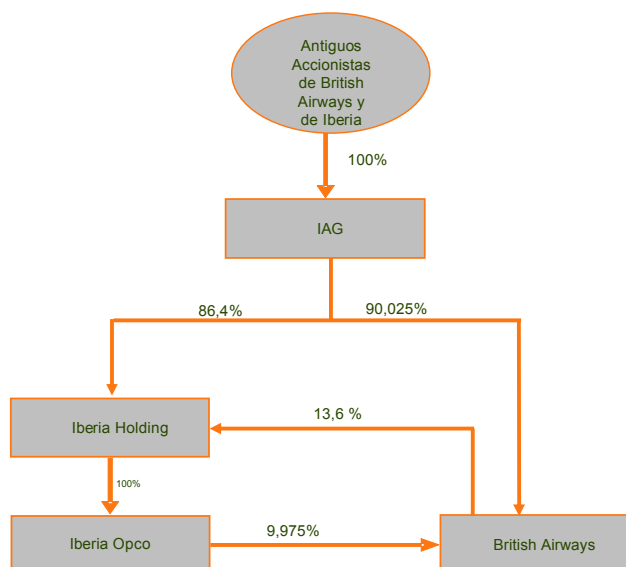 Antiguos
Accionistas
de British
Airways y
de Iberia
100%
IAG
86,4%
90,025%
13,6 %
Iberia Holding
100%
Iberia Opco
9,975%
British Airways